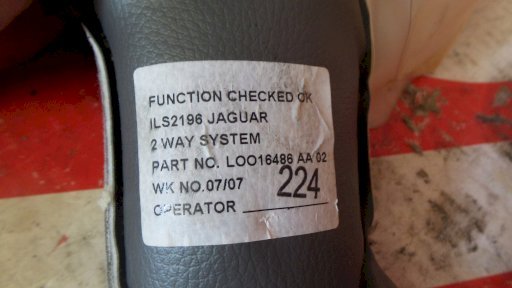 FUNCTION CHECKED OK
ILS2196 JAGUAR
2 WAY SYSTEM
PART NO. LOO16486 AA 02
WK NO.07/07 224
OPERATOR